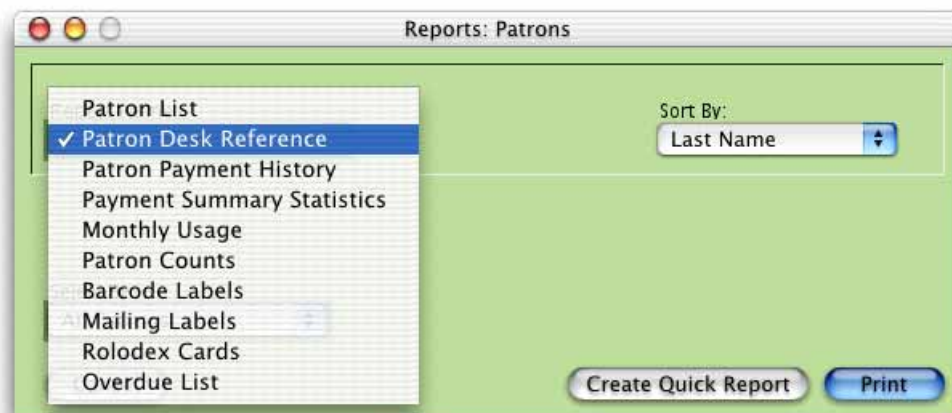 Reports: Patrons
Patron List
Patron Desk Reference
Patron Payment History
Payment Summary Statistics
Monthly Usage
Patron Counts
Barcode Labels
Mailing Labels
Rolodex Cards
Overdue List
Sort By:
Last Name
Create Quick Report
Print